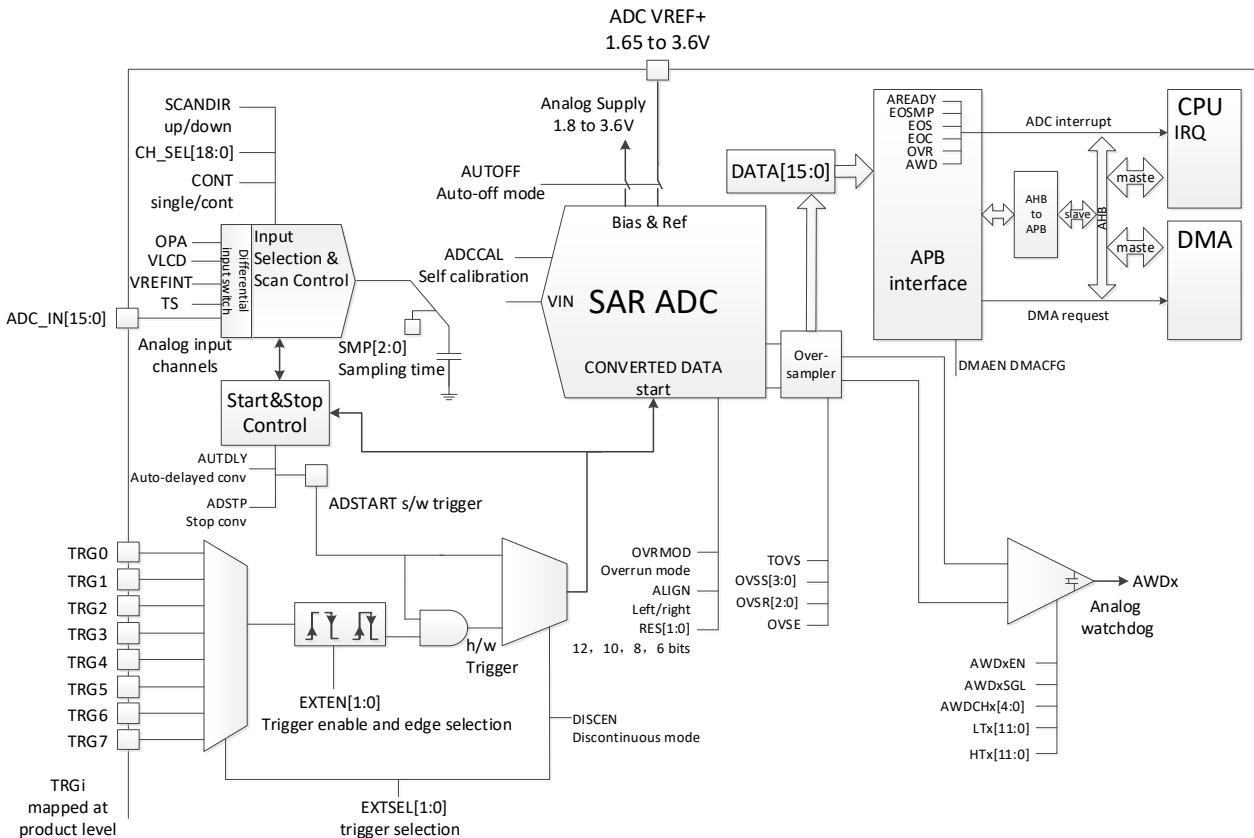 ADC VREF+
1.65 to 3.6V
SCANDIR
up/down
CH_SEL[18:0]
CONT
single/cont
Analog Supply
1.8 to 3.6V
AUTOFF
Auto-off mode
OPA
VLCD
VREFINT
TS
ADC_IN[15:0]
Differential
input switch
Input
Selection &
Scan Control
Analog input
channels
SMP[2:0]
Sampling time
ADCCAL
Self calibration
Bias & Ref
VIN
SAR ADC
CONVERTED DATA
start
DATA[15:0]
Over-
sampler
AREADY
EOSMP
EOS
EOC
OVR
AWD
APB
interface
ADC interrupt
CPU
IRQ
maste
AHB
to
APB
slave
AHB
maste
DMA
DMA request
DMAEN DMACFG
Start&Stop
Control
AUTDLY
Auto-delayed conv
ADSTP
Stop conv
ADSTART s/w trigger
TRG0
TRG1
TRG2
TRG3
TRG4
TRG5
TRG6
TRG7
TRGi
mapped at
product level
h/w
Trigger
EXTEN[1:0]
Trigger enable and edge selection
DISCEN
Discontinuous mode
EXTSEL[1:0]
trigger selection
OVRMOD
Overrun mode
ALIGN
Left/right
RES[1:0]
12，10，8，6 bits
TOVS
OVSS[3:0]
OVSR[2:0]
OVSE
AWDx
Analog
watchdog
AWDxEN
AWDxSGL
AWDCHx[4:0]
LTx[11:0]
HTx[11:0]